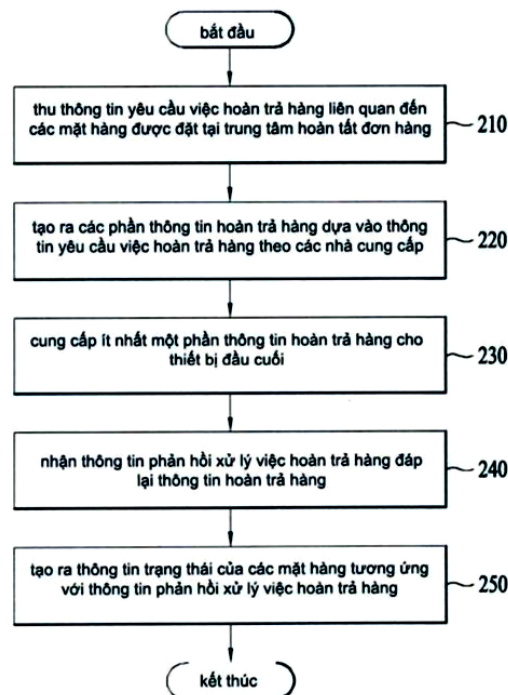 bắt đầu
thu thông tin yêu cầu việc hoàn trả hàng liên quan đến
các mặt hàng được đặt tại trung tâm hoàn tất đơn hàng
210
tạo ra các phần thông tin hoàn trả hàng dựa vào thông
tin yêu cầu việc hoàn trả hàng theo các nhà cung cấp
220
cung cấp ít nhất một phần thông tin hoàn trả hàng cho
thiết bị đầu cuối
230
nhận thông tin phản hồi xử lý việc hoàn trả hàng đáp
lại thông tin hoàn trả hàng
240
tạo ra thông tin trạng thái của các mặt hàng tương ứng
với thông tin phản hồi xử lý việc hoàn trả hàng
250
kết thúc